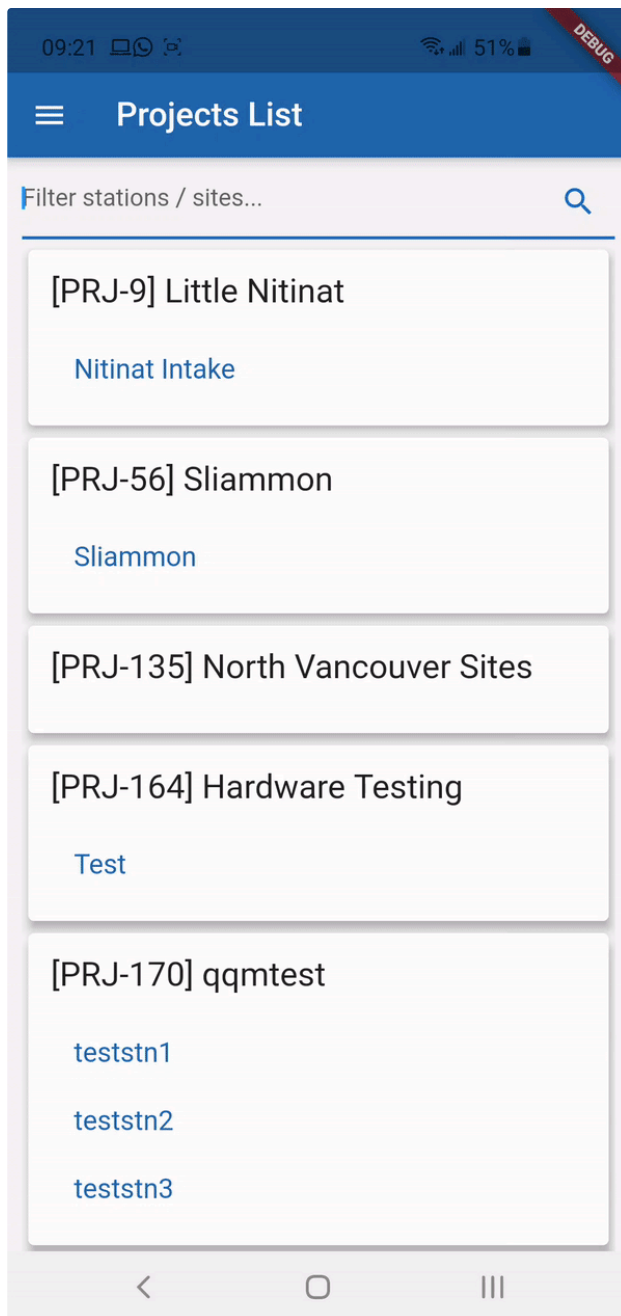 09:21 51%
DEBUG
Projects List
Filter stations / sites...
[PRJ-9] Little Nitinat
Nitinat Intake
[PRJ-56] Sliammon
Sliammon
[PRJ-135] North Vancouver Sites
[PRJ-164] Hardware Testing
Test
[PRJ-170] qqmtest
teststn1
teststn2
teststn3